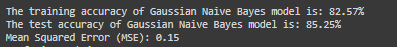 The training accuracy of Gaussian Naive Bayes model is: 82.57%
The test accuracy of Gaussian Naive Bayes model is: 85.25%
Mean Squared Error (MSE): 0.15